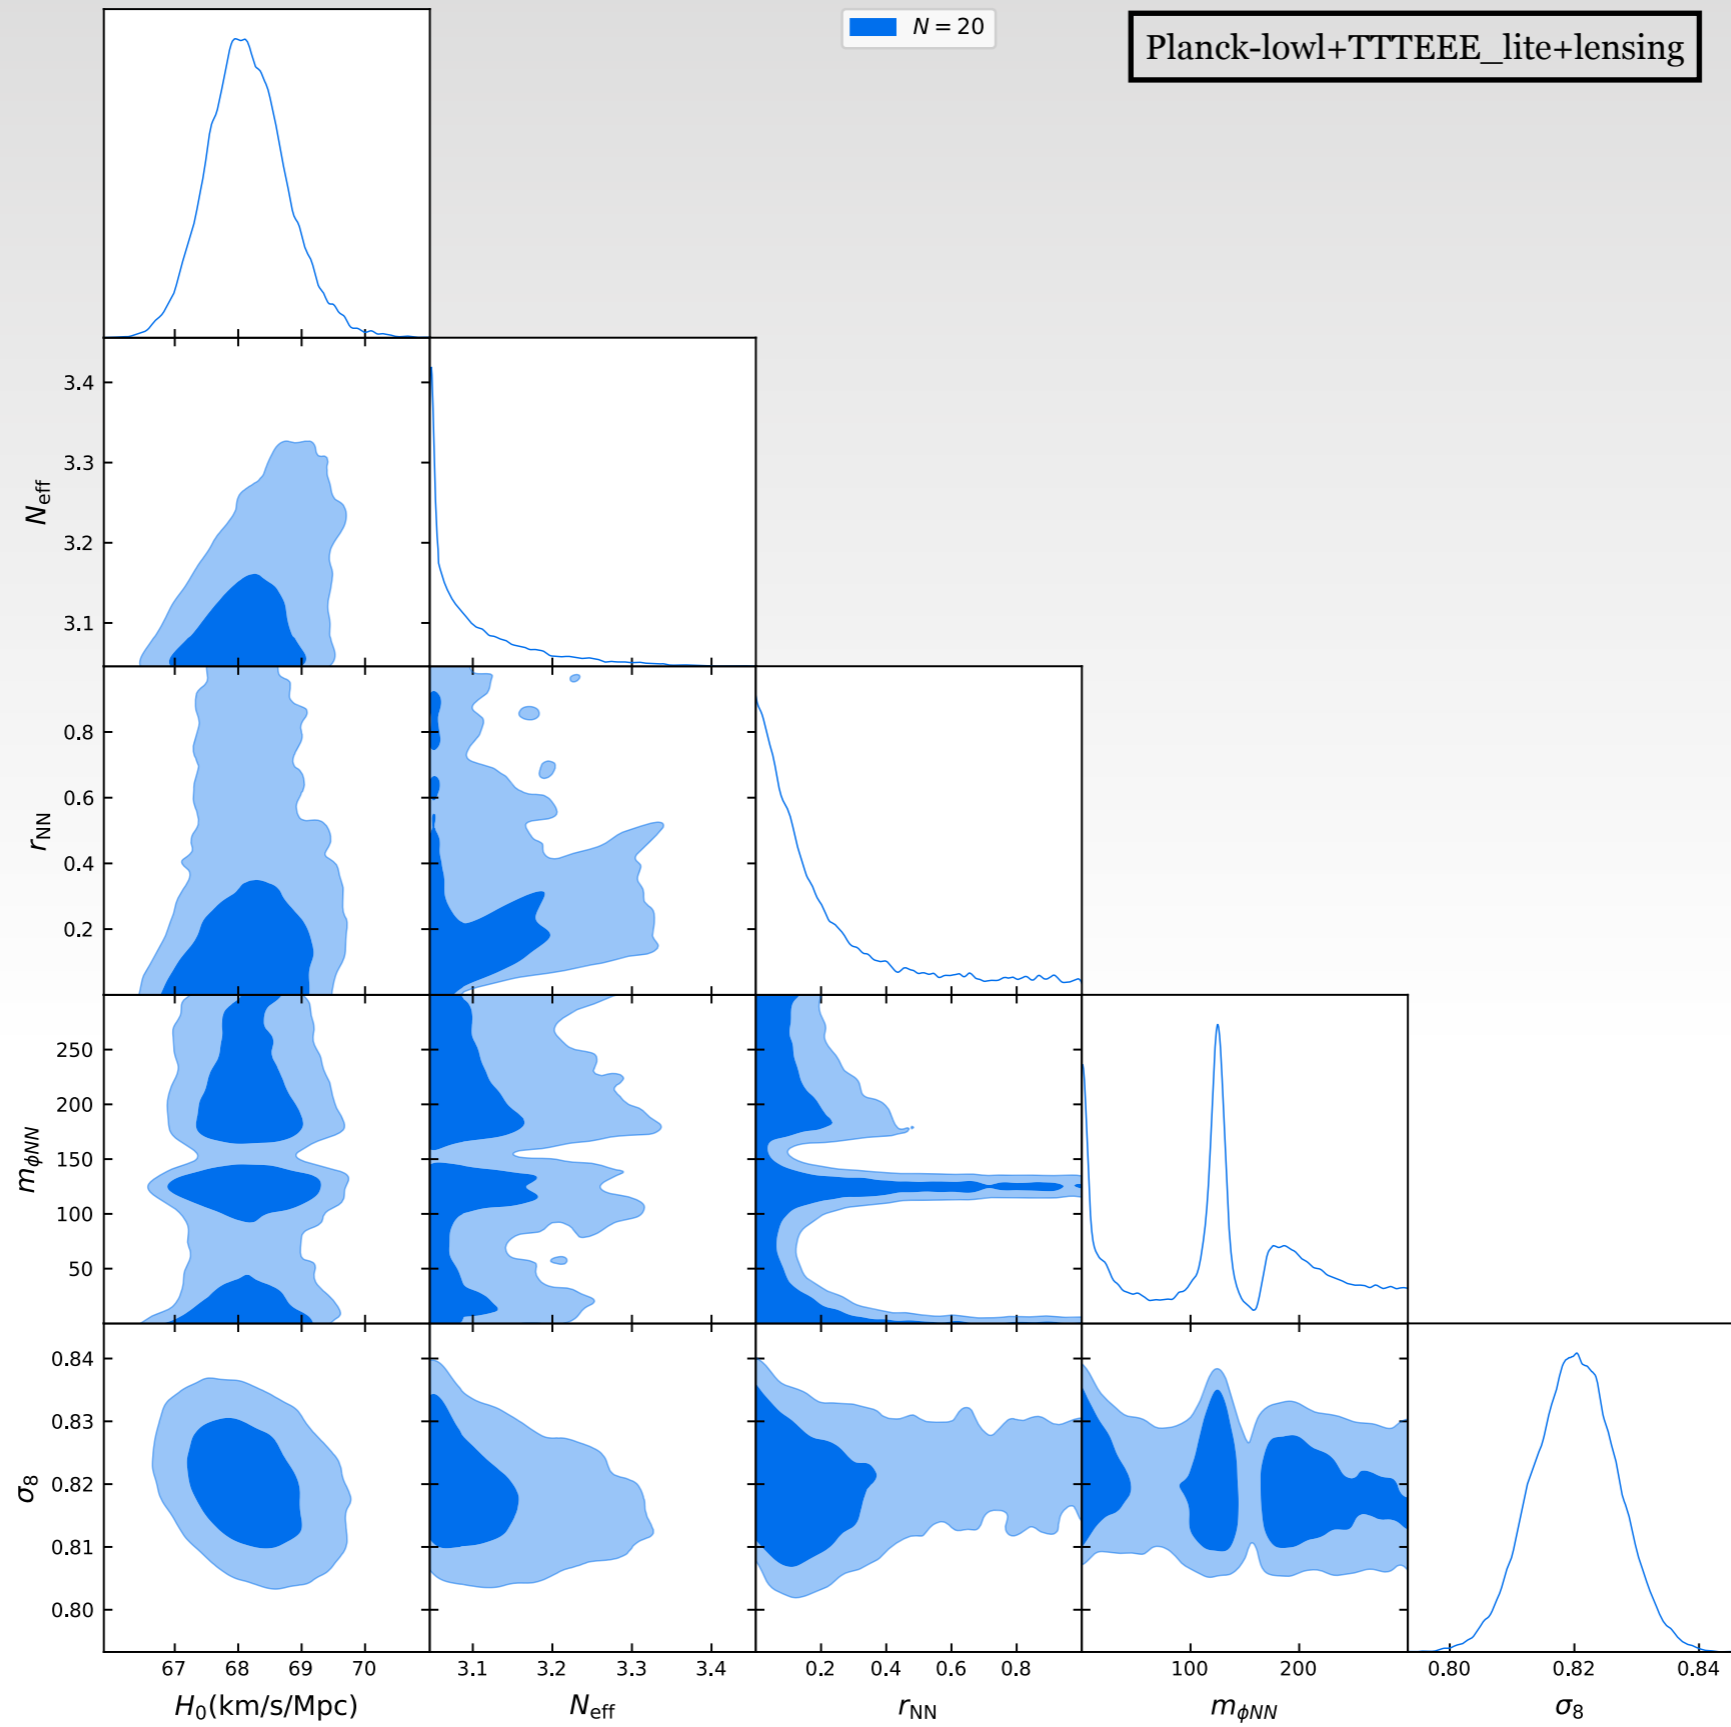 N = 20
Planck-lowl+TTTEEE_lite+lensing
3.4
3.3
3.2
3.1
N_eff
0.8
0.6
0.4
0.2
r_NN
250
200
150
100
50
m_ϕNN
0.84
0.83
0.82
0.81
0.80
σ_8
67 68 69 70
3.1 3.2 3.3 3.4
0.2 0.4 0.6 0.8
100 200
0.80 0.82 0.84
H_0(km/s/Mpc)
N_eff
r_NN
m_ϕNN
σ_8